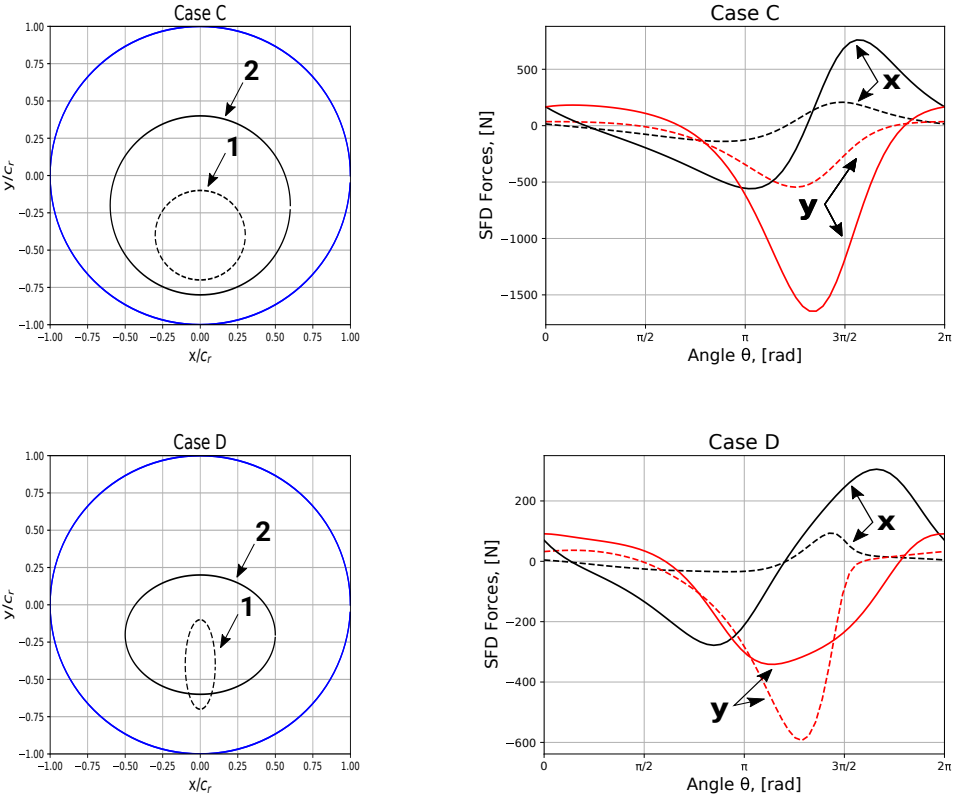 Case C
1.00
0.75
0.50
0.25
0.00
−0.25
−0.50
−0.75
−1.00
y/cr
2
1
−1.00 −0.75 −0.50 −0.25 0.00 0.25 0.50 0.75 1.00
x/cr
Case C
500
0
−500
−1000
−1500
SFD Forces, [N]
x
y
0 π/2 π 3π/2 2π
Angle θ, [rad]
Case D
1.00
0.75
0.50
0.25
0.00
−0.25
−0.50
−0.75
−1.00
y/cr
2
1
−1.00 −0.75 −0.50 −0.25 0.00 0.25 0.50 0.75 1.00
x/cr
Case D
200
0
−200
−400
−600
SFD Forces, [N]
x
y
0 π/2 π 3π/2 2π
Angle θ, [rad]